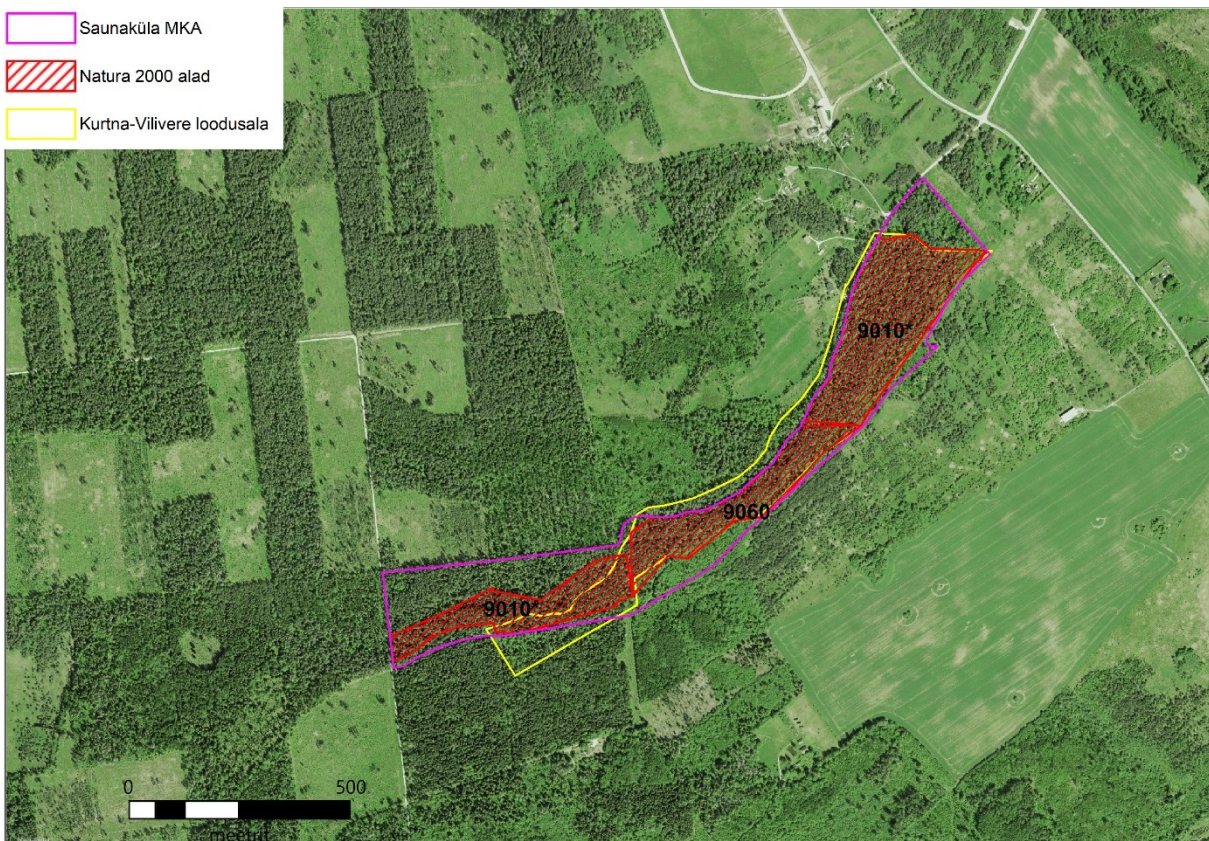 Saunaküla MKA
Natura 2000 alad
Kurtna-Vilivere loodusala
9010*
9060
9010*
0 500
meetrit